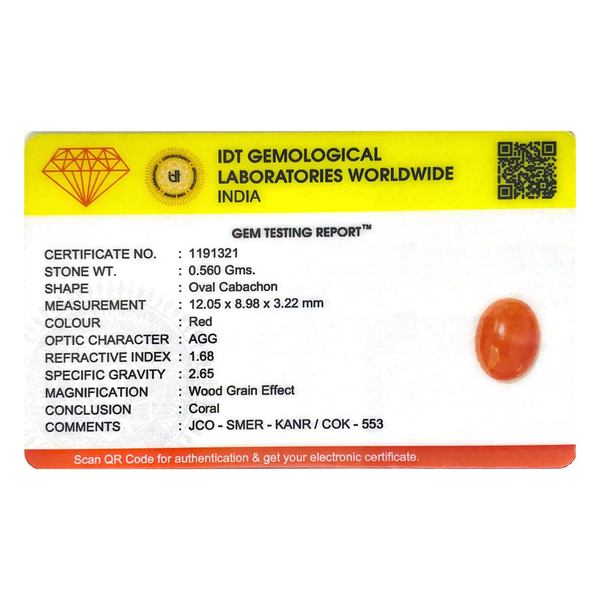 IDT GEMOLOGICAL
LABORATORIES WORLDWIDE
INDIA
GEM TESTING REPORT™
CERTIFICATE NO. : 1191321
STONE WT. : 0.560 Gms.
SHAPE : Oval Cabachon
MEASUREMENT : 12.05 x 8.98 x 3.22 mm
COLOUR : Red
OPTIC CHARACTER : AGG
REFRACTIVE INDEX : 1.68
SPECIFIC GRAVITY : 2.65
MAGNIFICATION : Wood Grain Effect
CONCLUSION : Coral
COMMENTS : JCO - SMER - KANR / COK - 553
Scan QR Code for authentication & get your electronic certificate.